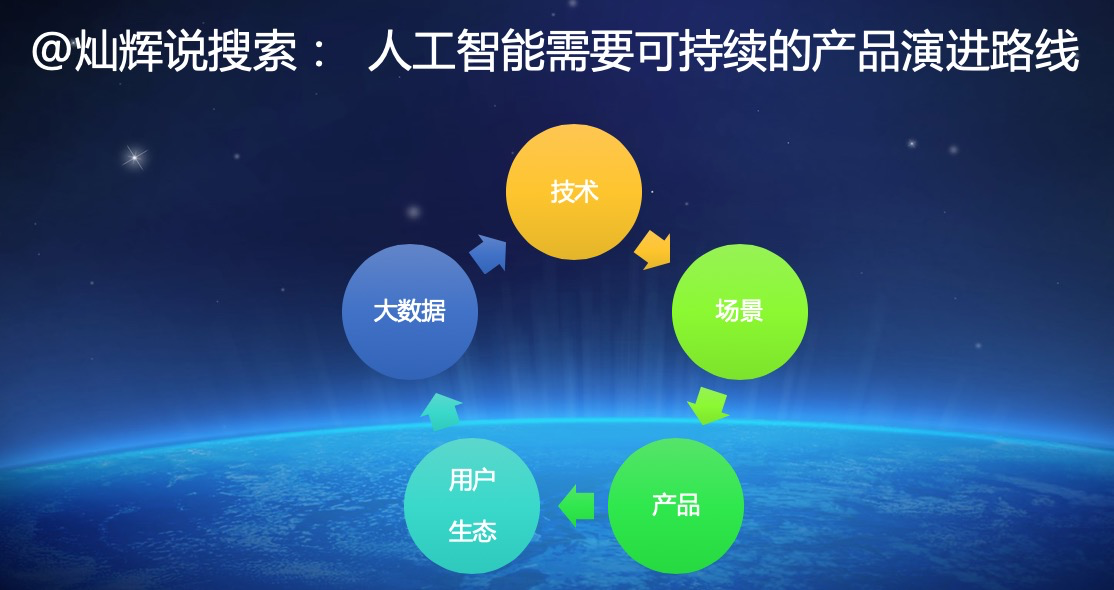 @灿辉说搜索： 人工智能需要可持续的产品演进路线
技术
大数据
场景
用户
生态
产品